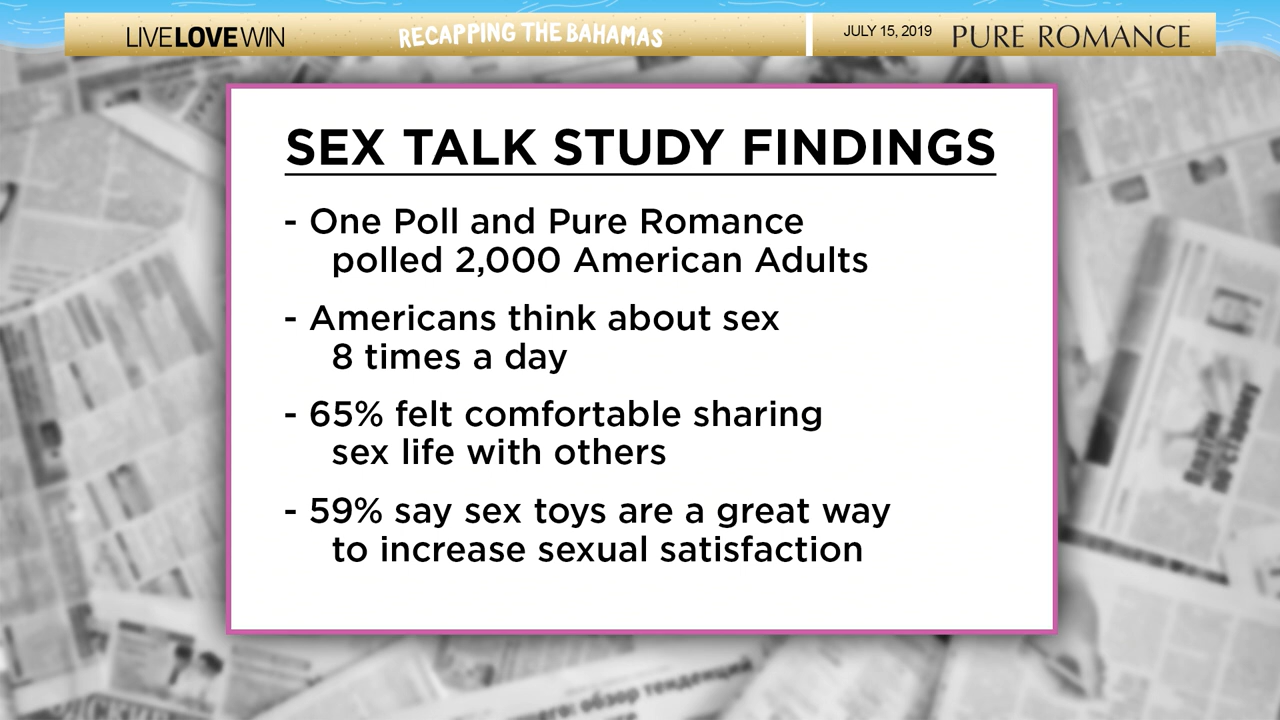 LIVELOVEWIN
RECAPPING THE BAHAMAS
JULY 15, 2019
PURE ROMANCE
SEX TALK STUDY FINDINGS
- One Poll and Pure Romance
polled 2,000 American Adults
- Americans think about sex
8 times a day
- 65% felt comfortable sharing
sex life with others
- 59% say sex toys are a great way
to increase sexual satisfaction
обзор тенденций